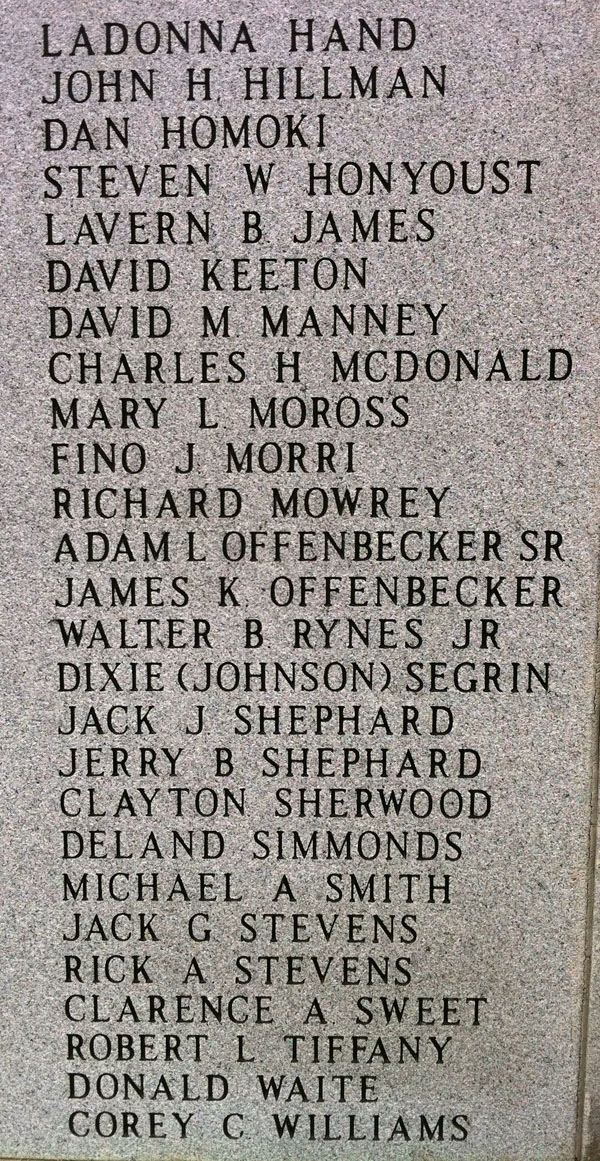 LADONNA HAND
JOHN H. HILLMAN
DAN HOMOKI
STEVEN W HONYOUST
LAVERN B. JAMES
DAVID KEETON
DAVID M MANNEY
CHARLES H MCDONALD
MARY L. MOROSS
FINO J. MORRI
RICHARD MOWREY
ADAM L OFFENBECKER SR.
JAMES K. OFFENBECKER
WALTER B. RYNES JR
DIXIE (JOHNSON) SEGRIN
JACK J SHEPHARD
JERRY B SHEPHARD
CLAYTON SHERWOOD
DELAND SIMMONDS
MICHAEL A SMITH
JACK G. STEVENS
RICK A. STEVENS
CLARENCE A. SWEET
ROBERT L TIFFANY
DONALD WAITE
COREY C. WILLIAMS